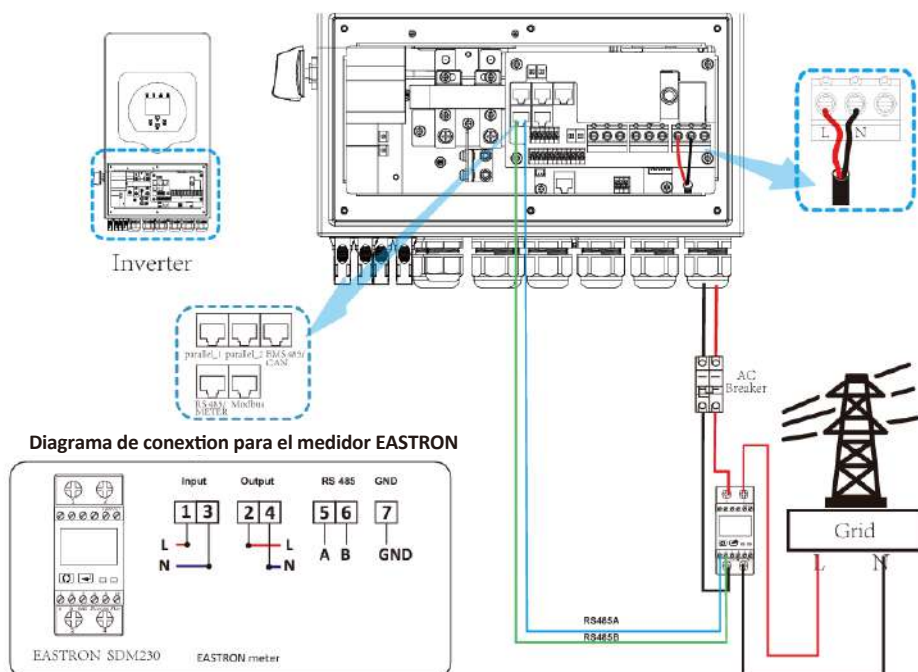 L N
Inverter
parallel_1 parallel_2 BMS 485/
CAN
RS 485/ Modbus
METER
AC
Breaker
Diagrama de conextion para el medidor EASTRON
Input Output RS 485 GND
1 3 2 4 5 6 7
L L A B GND
N N
EASTRON SDM230
EASTRON meter
RS485A
RS485B
Grid
L N